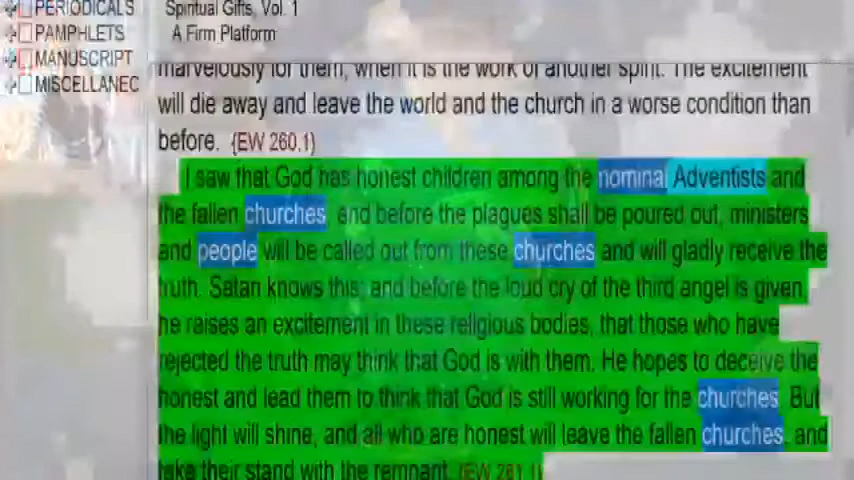 PERIODICALS
PAMPHLETS
MANUSCRIPT
MISCELLANEC
Spiritual Gifts, Vol. 1
A Firm Platform
marvelously for them, when it is the work of another spirit. The excitement
will die away and leave the world and the church in a worse condition than
before. {EW 260.1}
I saw that God has honest children among the nominal Adventists and
the fallen churches, and before the plagues shall be poured out, ministers
and people will be called out from these churches and will gladly receive the
truth. Satan knows this; and before the loud cry of the third angel is given,
he raises an excitement in these religious bodies, that those who have
rejected the truth may think that God is with them. He hopes to deceive the
honest and lead them to think that God is still working for the churches. But
the light will shine, and all who are honest will leave the fallen churches, and
take their stand with the remnant. {EW 261.1}